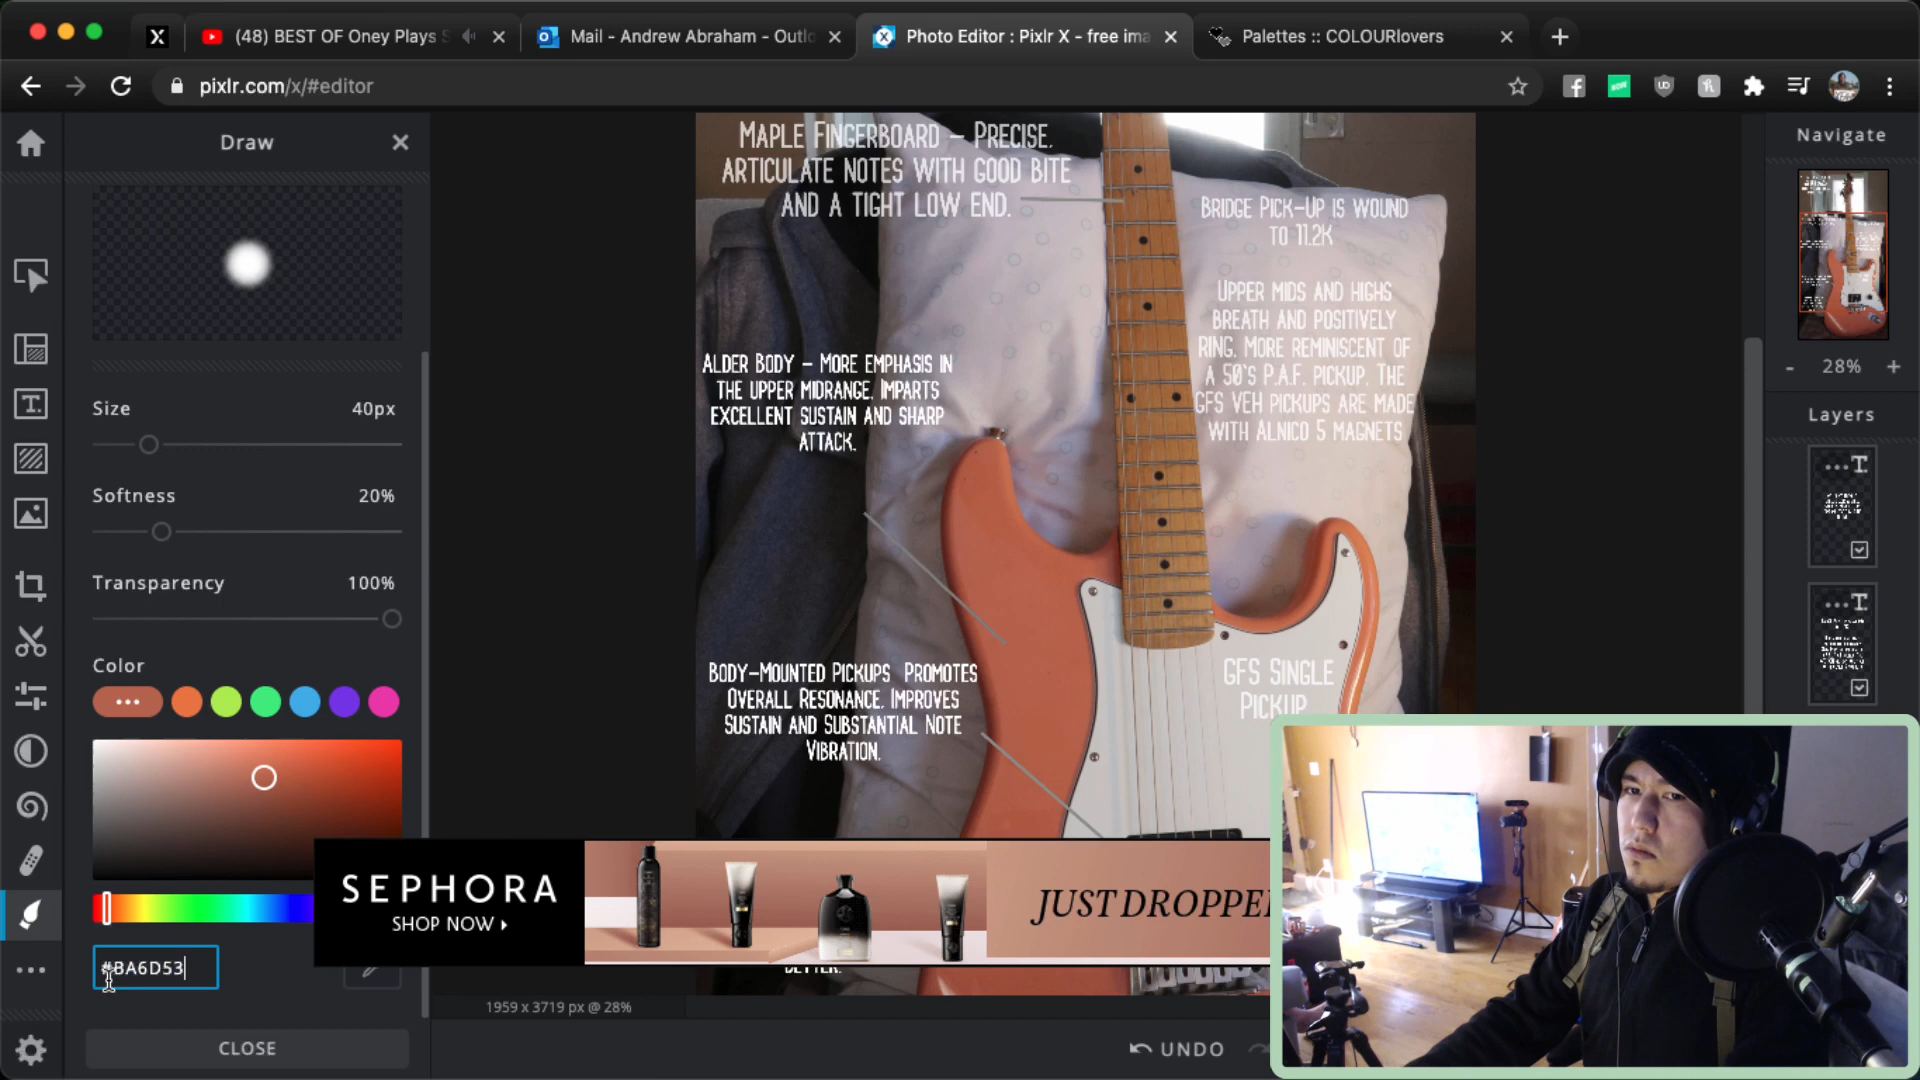 (48) BEST OF Oney Plays S
Mail - Andrew Abraham - Outlo
Photo Editor : Pixlr X - free ima
Palettes :: COLOURlovers
pixlr.com/x/#editor
Draw
Size 40px
Softness 20%
Transparency 100%
Color
#BA6D53
CLOSE
MAPLE FINGERBOARD – PRECISE,
ARTICULATE NOTES WITH GOOD BITE
AND A TIGHT LOW END.
BRIDGE PICK-UP IS WOUND
TO 11.2K
UPPER MIDS AND HIGHS
BREATH AND POSITIVELY
RING. MORE REMINISCENT OF
A 50'S P.A.F. PICKUP. THE
GFS VEH PICKUPS ARE MADE
WITH ALNICO 5 MAGNETS
ALDER BODY – MORE EMPHASIS IN
THE UPPER MIDRANGE. IMPARTS
EXCELLENT SUSTAIN AND SHARP
ATTACK.
BODY-MOUNTED PICKUPS PROMOTES
OVERALL RESONANCE. IMPROVES
SUSTAIN AND SUBSTANTIAL NOTE
VIBRATION.
GFS SINGLE
PICKUP
SEPHORA
SHOP NOW
JUST DROPPE
BETTER.
1959 x 3719 px @ 28%
UNDO
Navigate
- 28% +
Layers